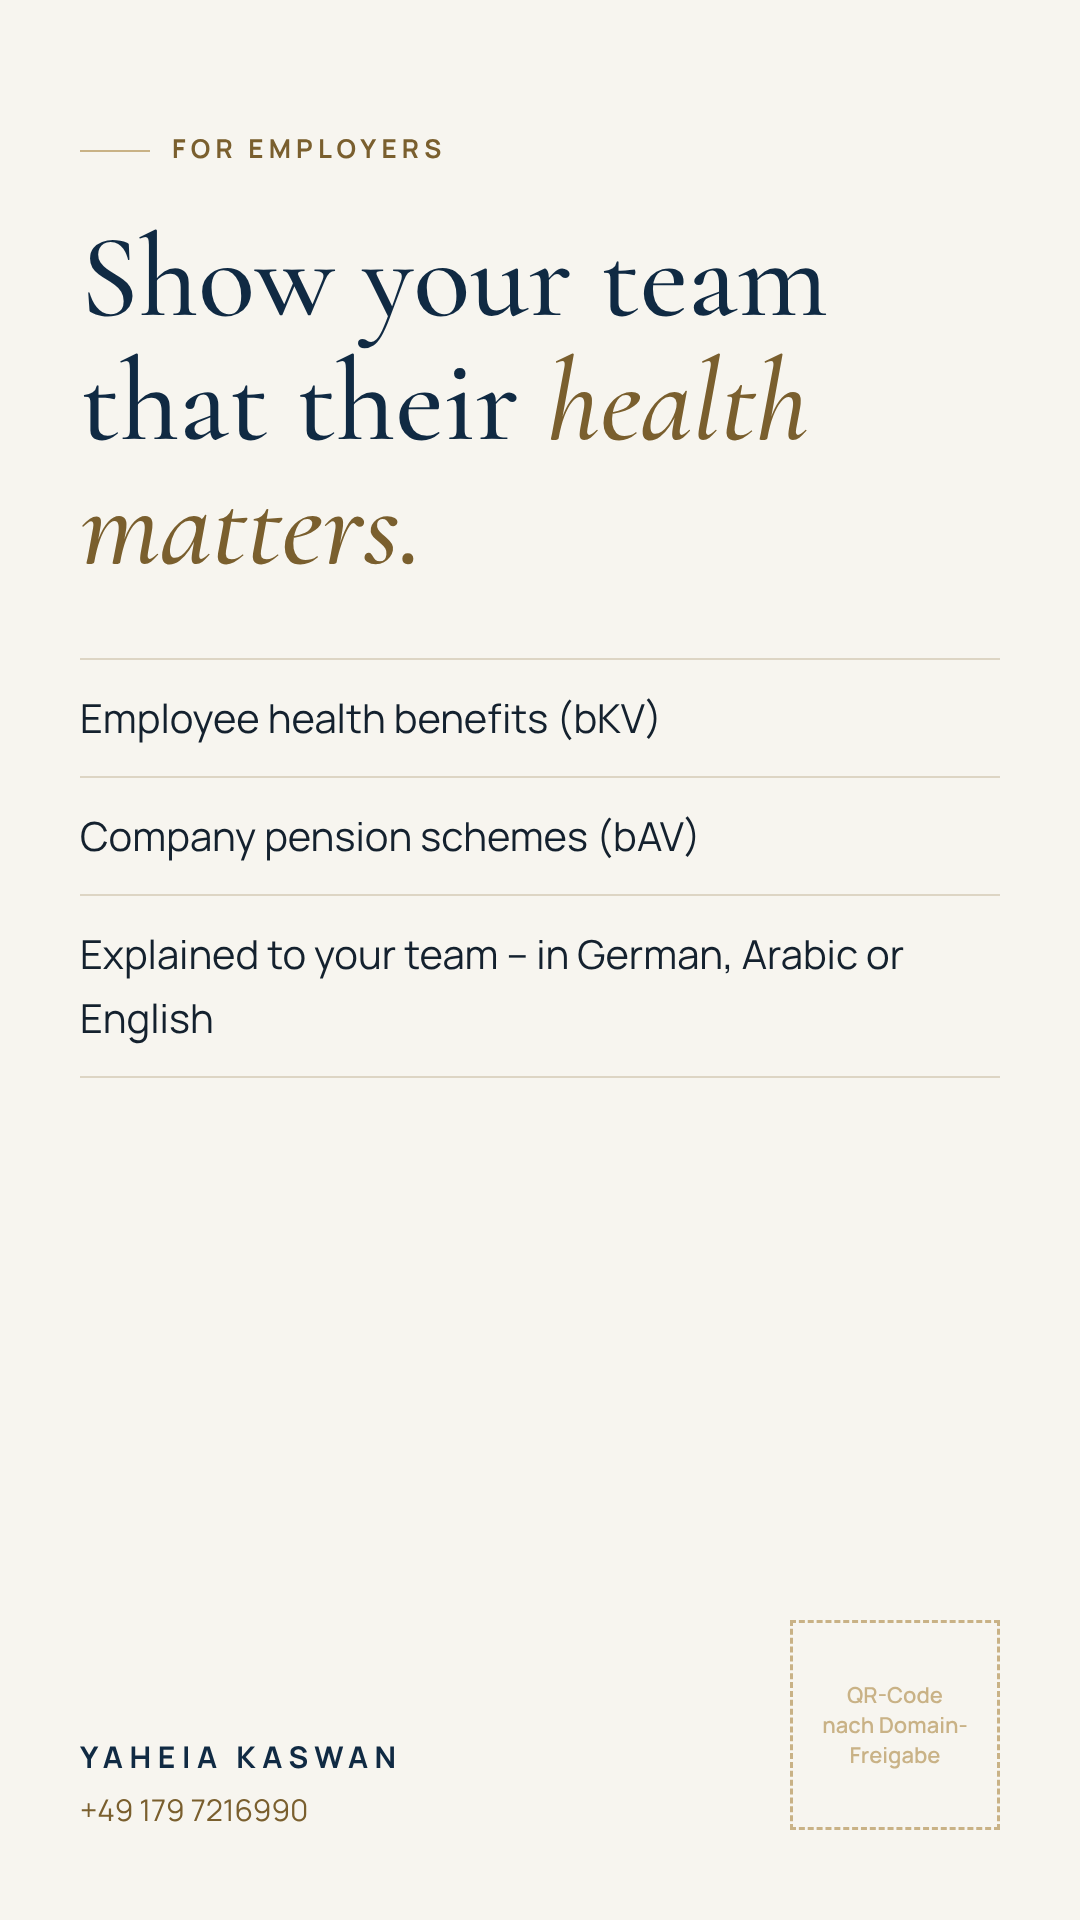 FOR EMPLOYERS
Show your team
that their health
matters.
Employee health benefits (bKV)
Company pension schemes (bAV)
Explained to your team – in German, Arabic or
English
YAHEIA KASWAN
+49 179 7216990
QR-Code
nach Domain-
Freigabe